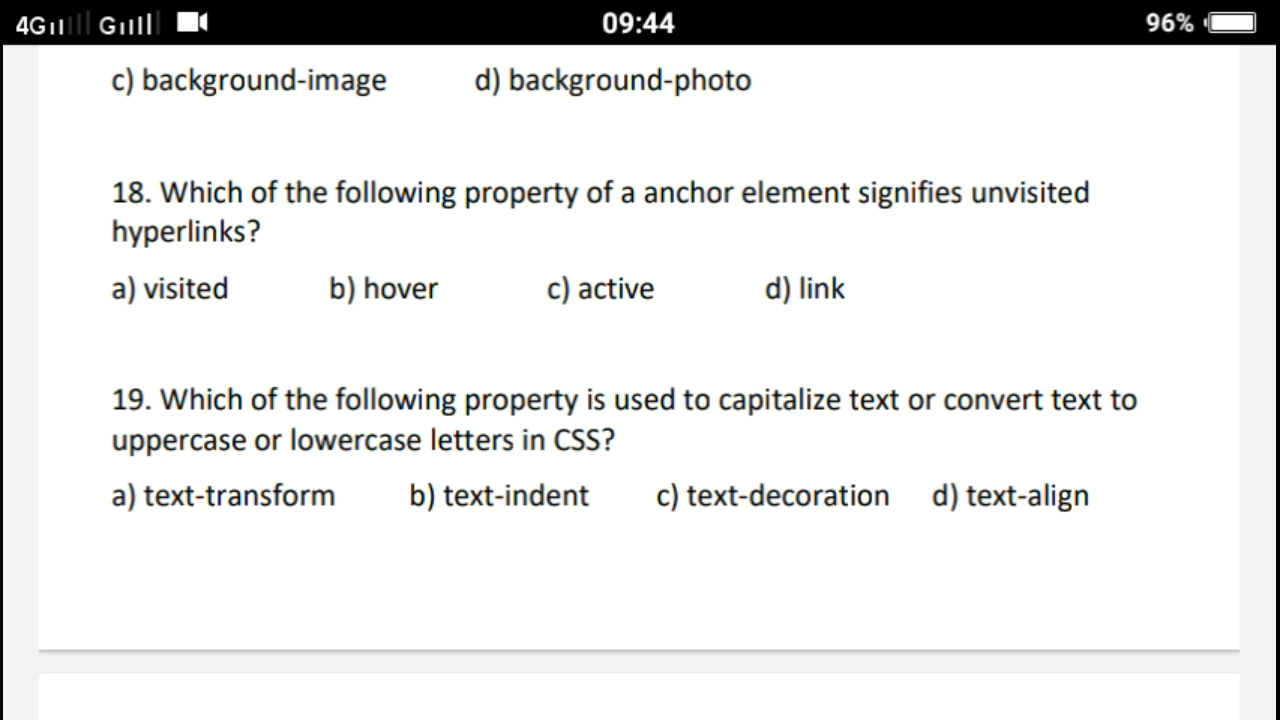 4G G 09:44 96%
c) background-image d) background-photo
18. Which of the following property of a anchor element signifies unvisited
hyperlinks?
a) visited b) hover c) active d) link
19. Which of the following property is used to capitalize text or convert text to
uppercase or lowercase letters in CSS?
a) text-transform b) text-indent c) text-decoration d) text-align